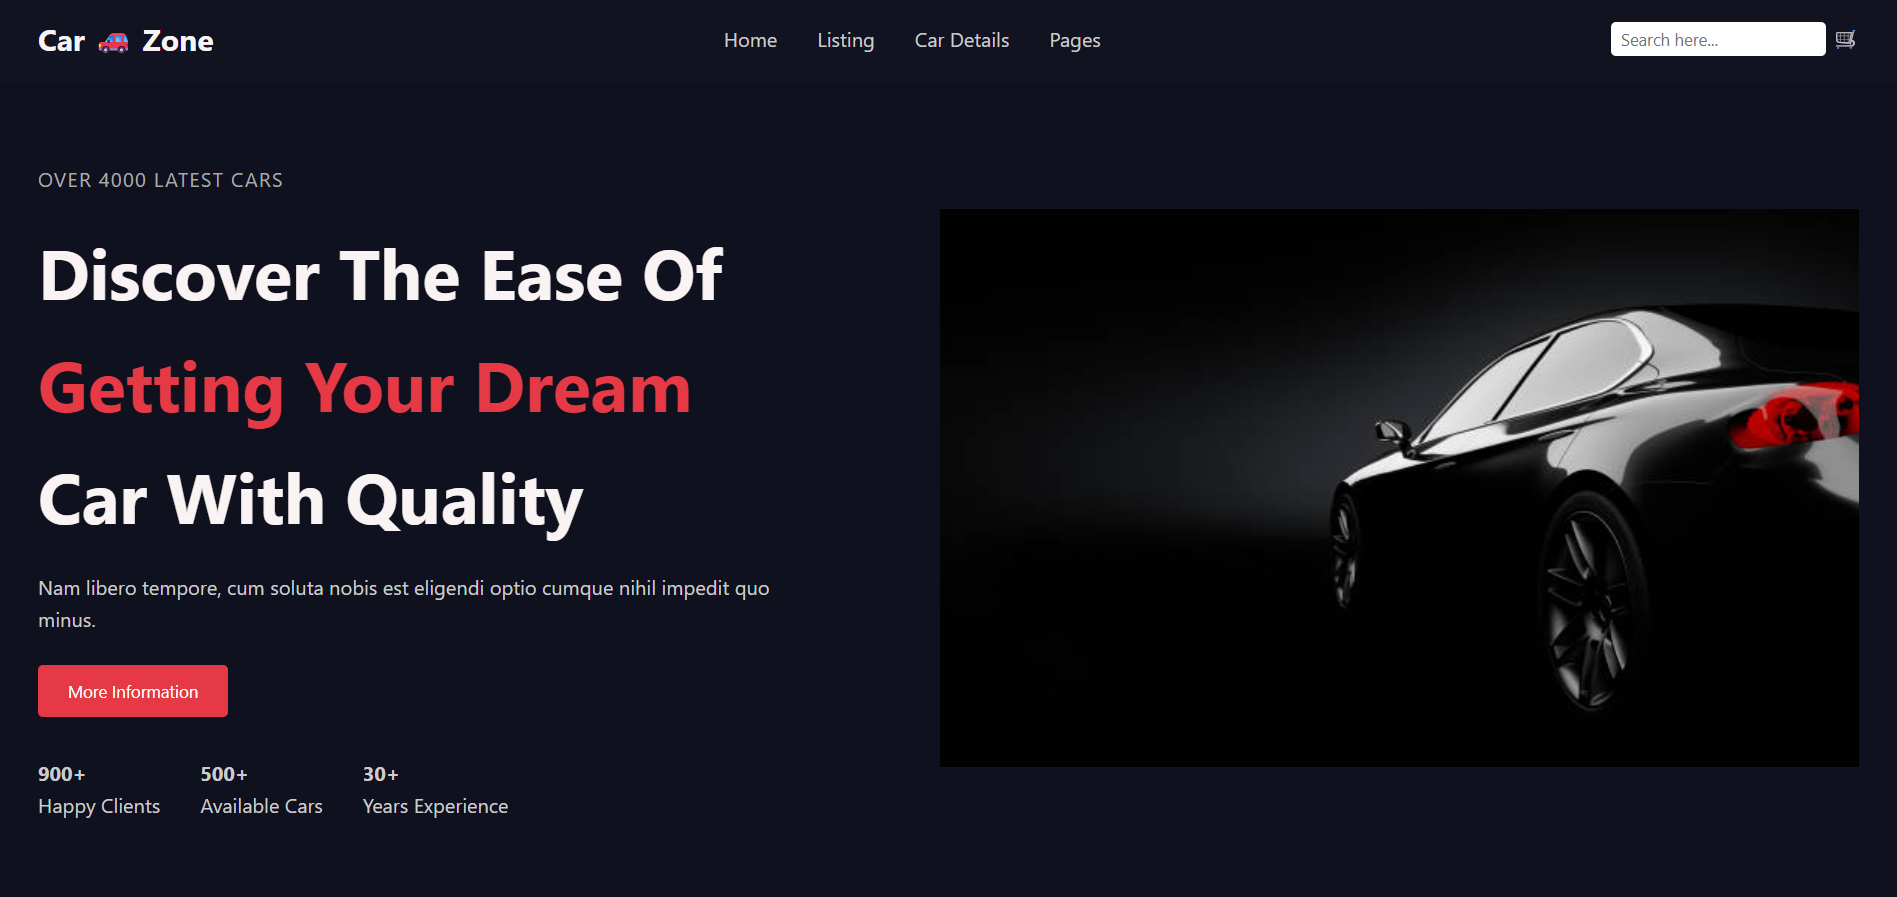 Car 🚗 Zone
Home Listing Car Details Pages
Search here...
OVER 4000 LATEST CARS
Discover The Ease Of
Getting Your Dream
Car With Quality
Nam libero tempore, cum soluta nobis est eligendi optio cumque nihil impedit quo
minus.
More Information
900+ 500+ 30+
Happy Clients Available Cars Years Experience